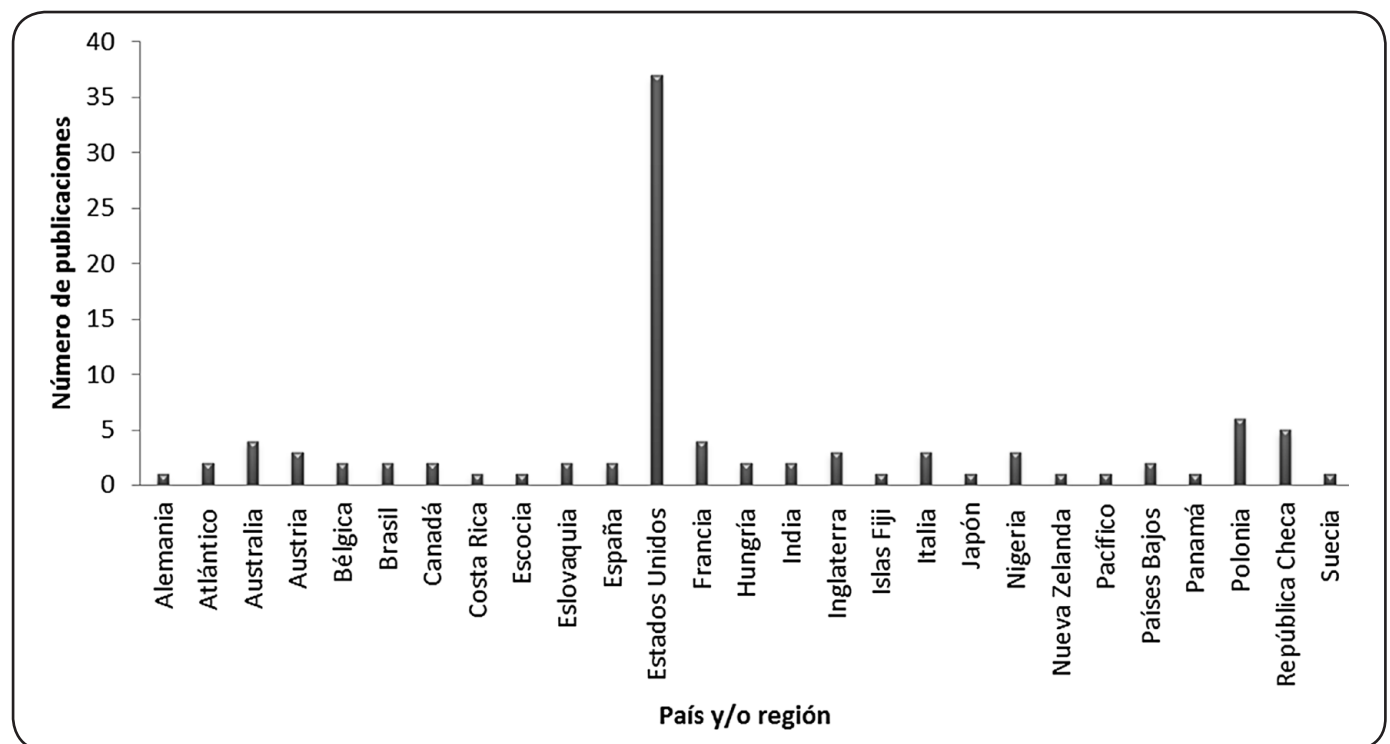 40
35
30
25
20
15
10
5
0
Número de publicaciones
Alemania
Atlántico
Australia
Austria
Bélgica
Brasil
Canadá
Costa Rica
Escocia
Eslovaquia
España
Estados Unidos
Francia
Hungría
India
Inglaterra
Islas Fiji
Italia
Japón
Nigeria
Nueva Zelanda
Pacífico
Países Bajos
Panamá
Polonia
República Checa
Suecia
País y/o región